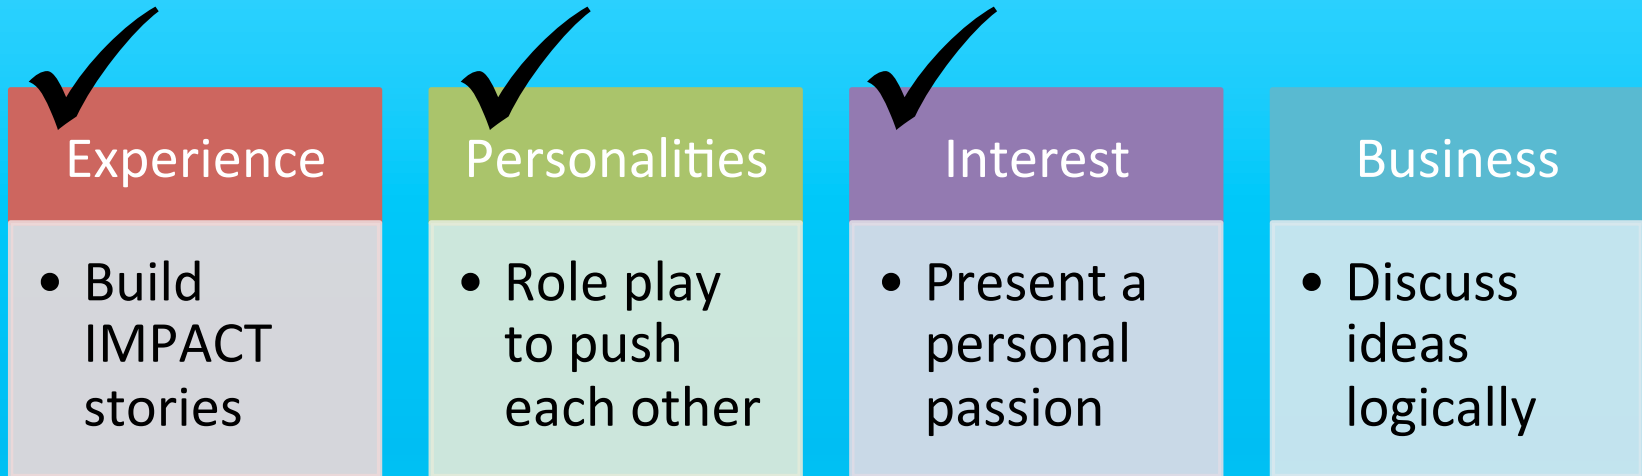 Experience
• Build
IMPACT
stories
Personalities
• Role play
to push
each other
Interest
• Present a
personal
passion
Business
• Discuss
ideas
logically